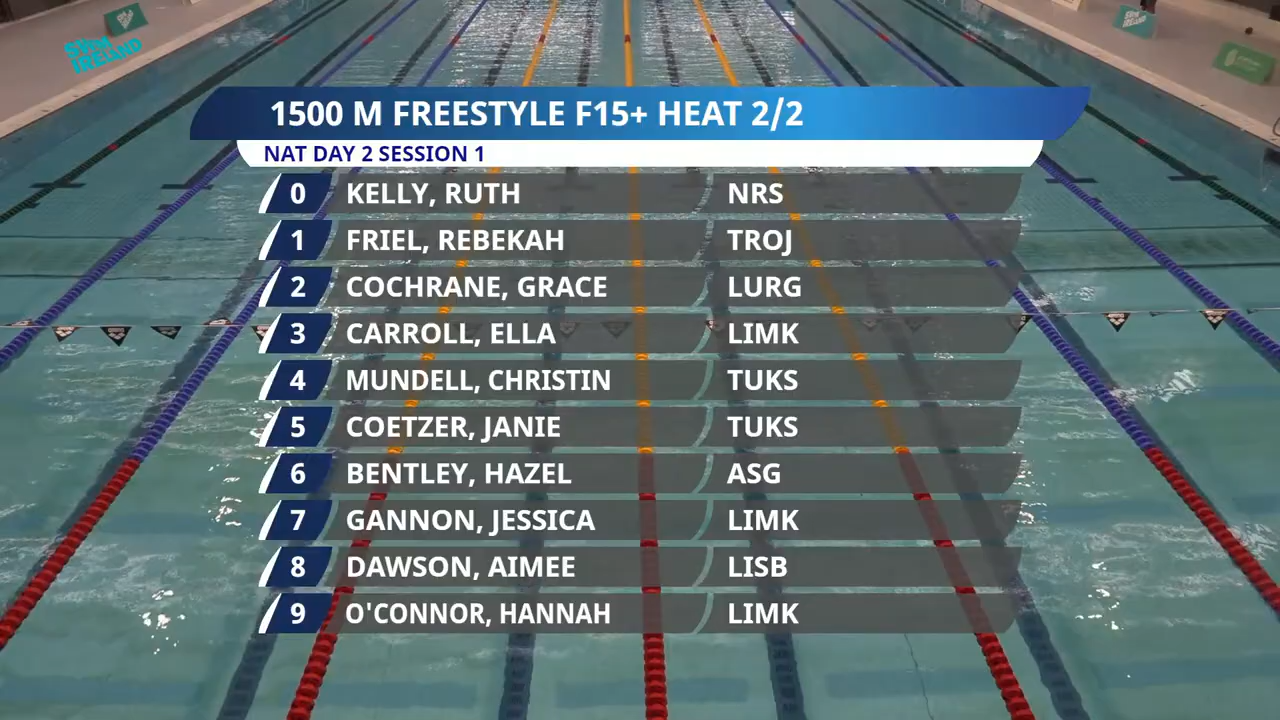 SWIM
IRELAND
1500 M FREESTYLE F15+ HEAT 2/2
NAT DAY 2 SESSION 1
0 KELLY, RUTH NRS
1 FRIEL, REBEKAH TROJ
2 COCHRANE, GRACE LURG
3 CARROLL, ELLA LIMK
4 MUNDELL, CHRISTIN TUKS
5 COETZER, JANIE TUKS
6 BENTLEY, HAZEL ASG
7 GANNON, JESSICA LIMK
8 DAWSON, AIMEE LISB
9 O'CONNOR, HANNAH LIMK